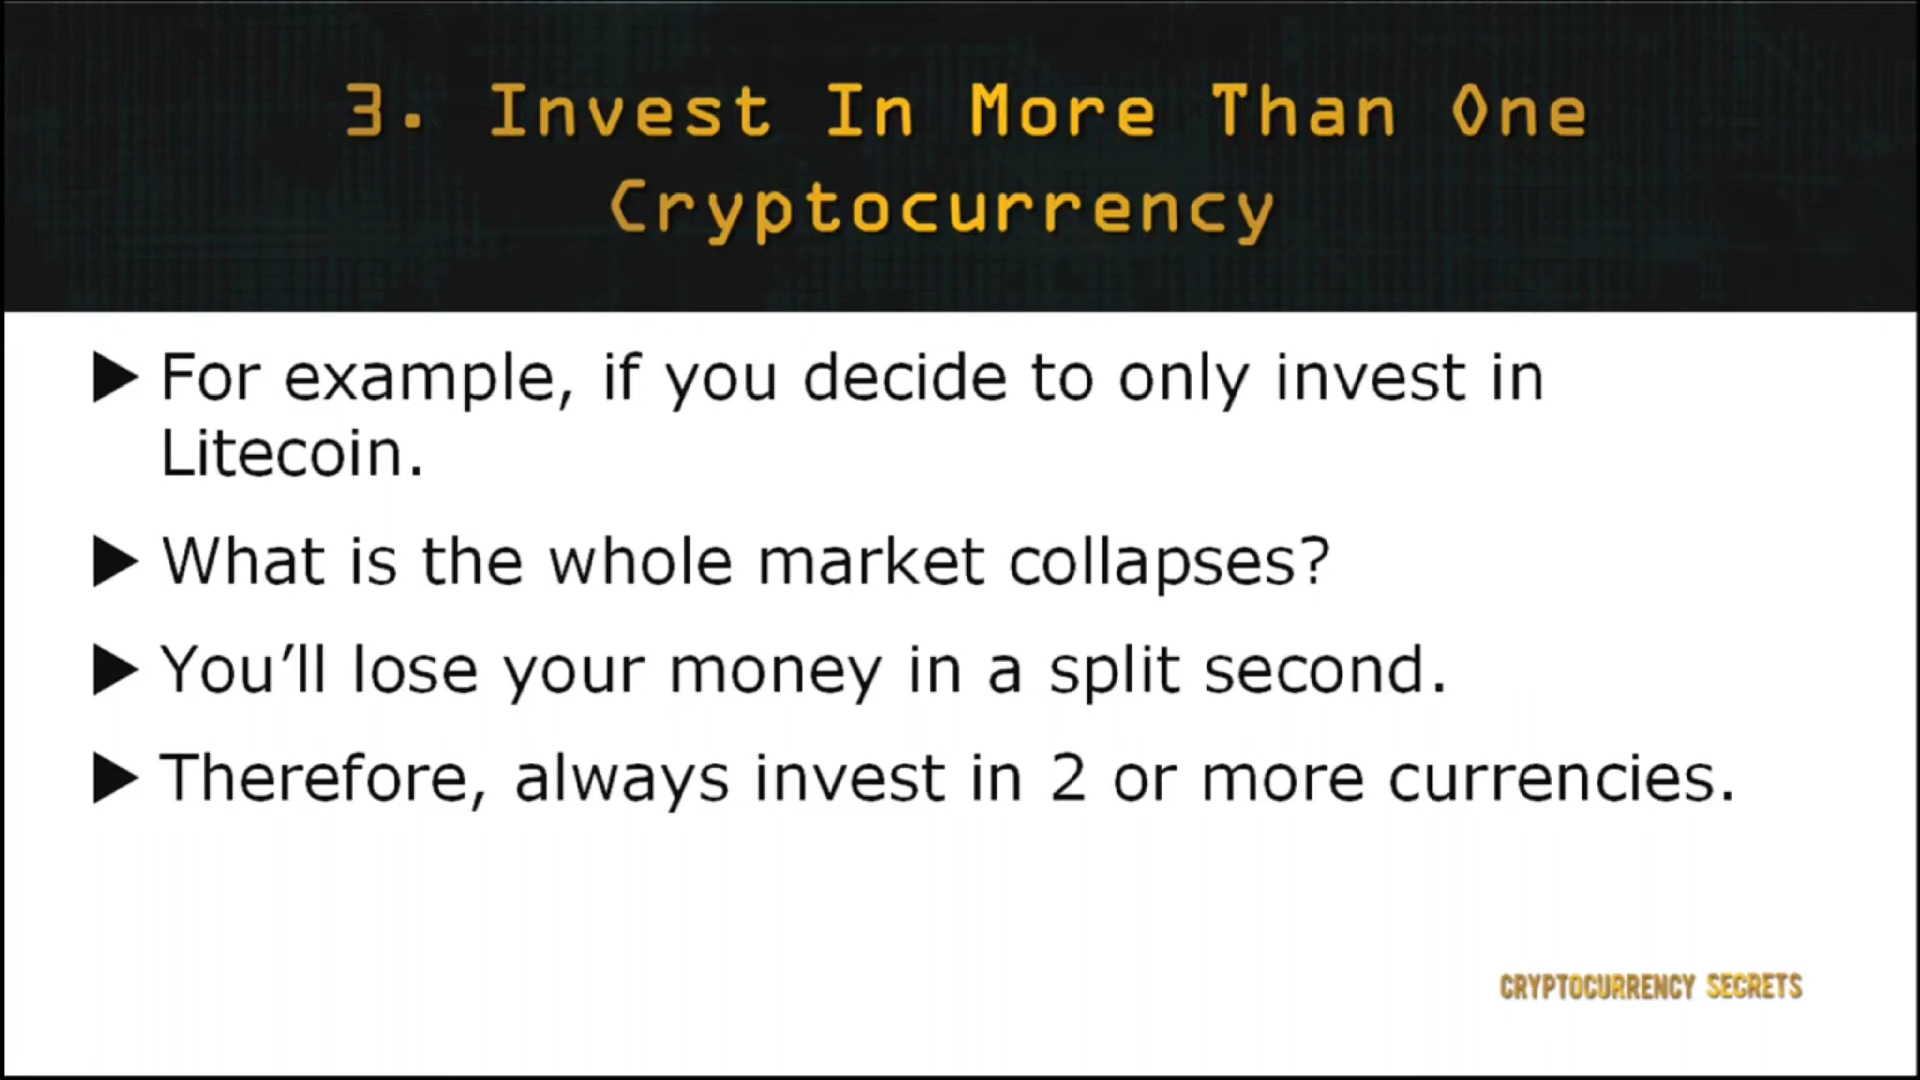 3. Invest In More Than One
Cryptocurrency
For example, if you decide to only invest in
Litecoin.
What is the whole market collapses?
You’ll lose your money in a split second.
Therefore, always invest in 2 or more currencies.
CRYPTOCURRENCY SECRETS